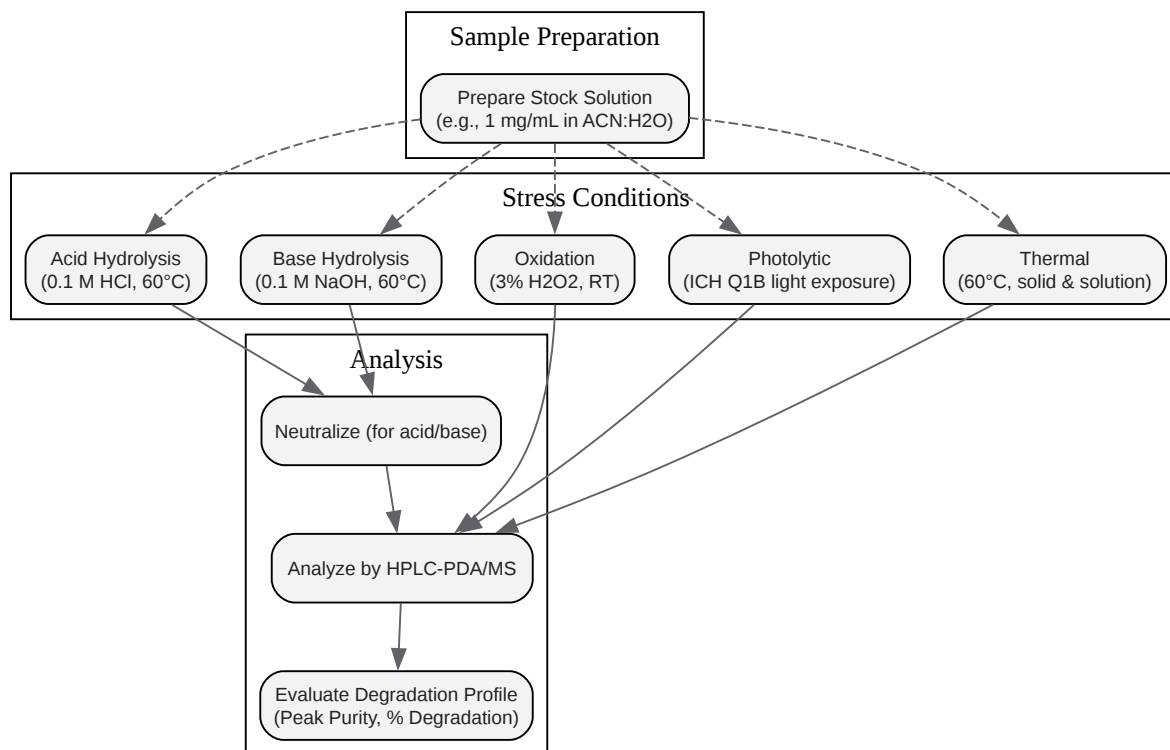 Sample Preparation
Prepare Stock Solution
(e.g., 1 mg/mL in ACN:H2O)
Stress Conditions
Acid Hydrolysis
(0.1 M HCl, 60°C)
Base Hydrolysis
(0.1 M NaOH, 60°C)
Oxidation
(3% H2O2, RT)
Photolytic
(ICH Q1B light exposure)
Thermal
(60°C, solid & solution)
Analysis
Neutralize (for acid/base)
Analyze by HPLC-PDA/MS
Evaluate Degradation Profile
(Peak Purity, % Degradation)